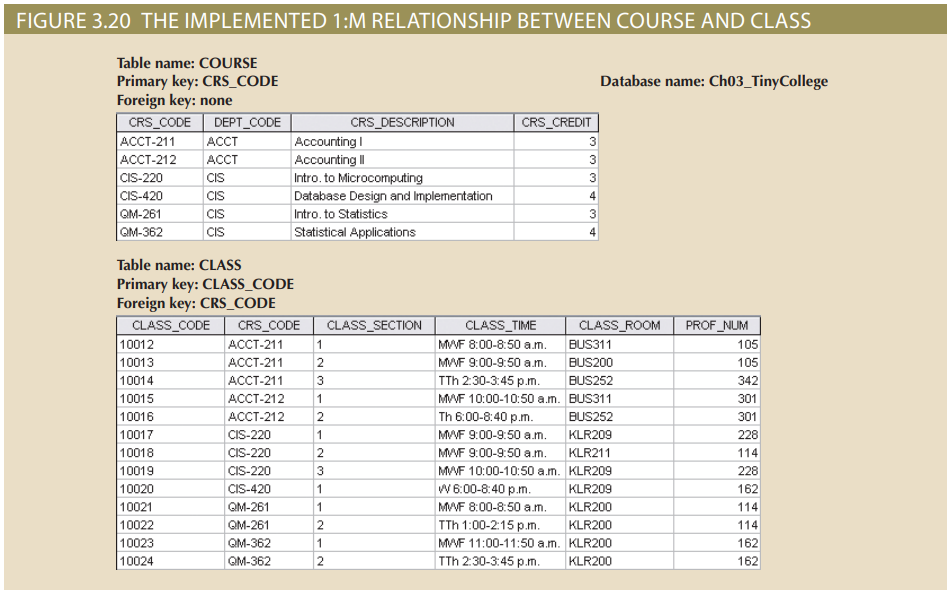 FIGURE 3.20 THE IMPLEMENTED 1:M RELATIONSHIP BETWEEN COURSE AND CLASS
Table name: COURSE
Primary key: CRS_CODE Database name: Ch03_TinyCollege
Foreign key: none
CRS_CODE DEPT_CODE CRS_DESCRIPTION CRS_CREDIT
ACCT-211 ACCT Accounting I 3
ACCT-212 ACCT Accounting II 3
CIS-220 CIS Intro. to Microcomputing 3
CIS-420 CIS Database Design and Implementation 4
QM-261 CIS Intro. to Statistics 3
QM-362 CIS Statistical Applications 4
Table name: CLASS
Primary key: CLASS_CODE
Foreign key: CRS_CODE
CLASS_CODE CRS_CODE CLASS_SECTION CLASS_TIME CLASS_ROOM PROF_NUM
10012 ACCT-211 1 MWF 8:00-8:50 a.m. BUS311 105
10013 ACCT-211 2 MWF 9:00-9:50 a.m. BUS200 105
10014 ACCT-211 3 TTh 2:30-3:45 p.m. BUS252 342
10015 ACCT-212 1 MWF 10:00-10:50 a.m. BUS311 301
10016 ACCT-212 2 Th 6:00-8:40 p.m. BUS252 301
10017 CIS-220 1 MWF 9:00-9:50 a.m. KLR209 228
10018 CIS-220 2 MWF 9:00-9:50 a.m. KLR211 114
10019 CIS-220 3 MWF 10:00-10:50 a.m. KLR209 228
10020 CIS-420 1 W 6:00-8:40 p.m. KLR209 162
10021 QM-261 1 MWF 8:00-8:50 a.m. KLR200 114
10022 QM-261 2 TTh 1:00-2:15 p.m. KLR200 114
10023 QM-362 1 MWF 11:00-11:50 a.m. KLR200 162
10024 QM-362 2 TTh 2:30-3:45 p.m. KLR200 162